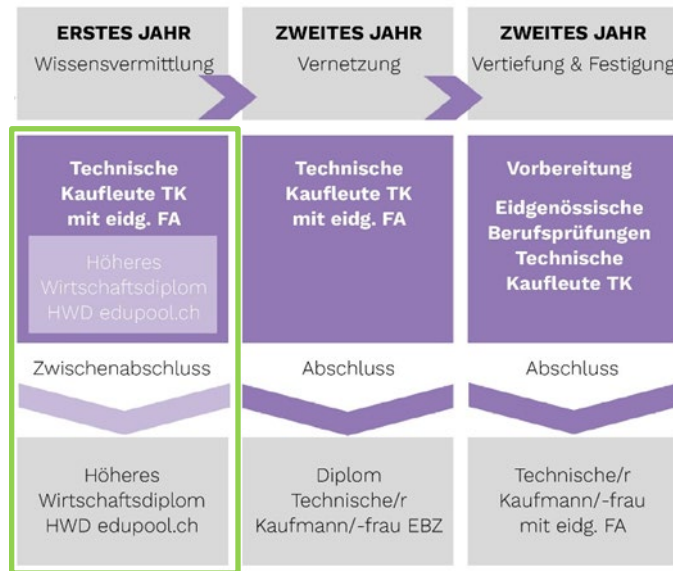 ERSTES JAHR
Wissensvermittlung
ZWEITES JAHR
Vernetzung
ZWEITES JAHR
Vertiefung & Festigung
Technische
Kaufleute TK
mit eidg. FA
Höheres
Wirtschaftsdiplom
HWD edupool.ch
Technische
Kaufleute TK
mit eidg. FA
Vorbereitung
Eidgenössische
Berufsprüfungen
Technische
Kaufleute TK
Zwischenabschluss
Abschluss
Abschluss
Höheres
Wirtschaftsdiplom
HWD edupool.ch
Diplom
Technische/r
Kaufmann/-frau EBZ
Technische/r
Kaufmann/-frau
mit eidg. FA